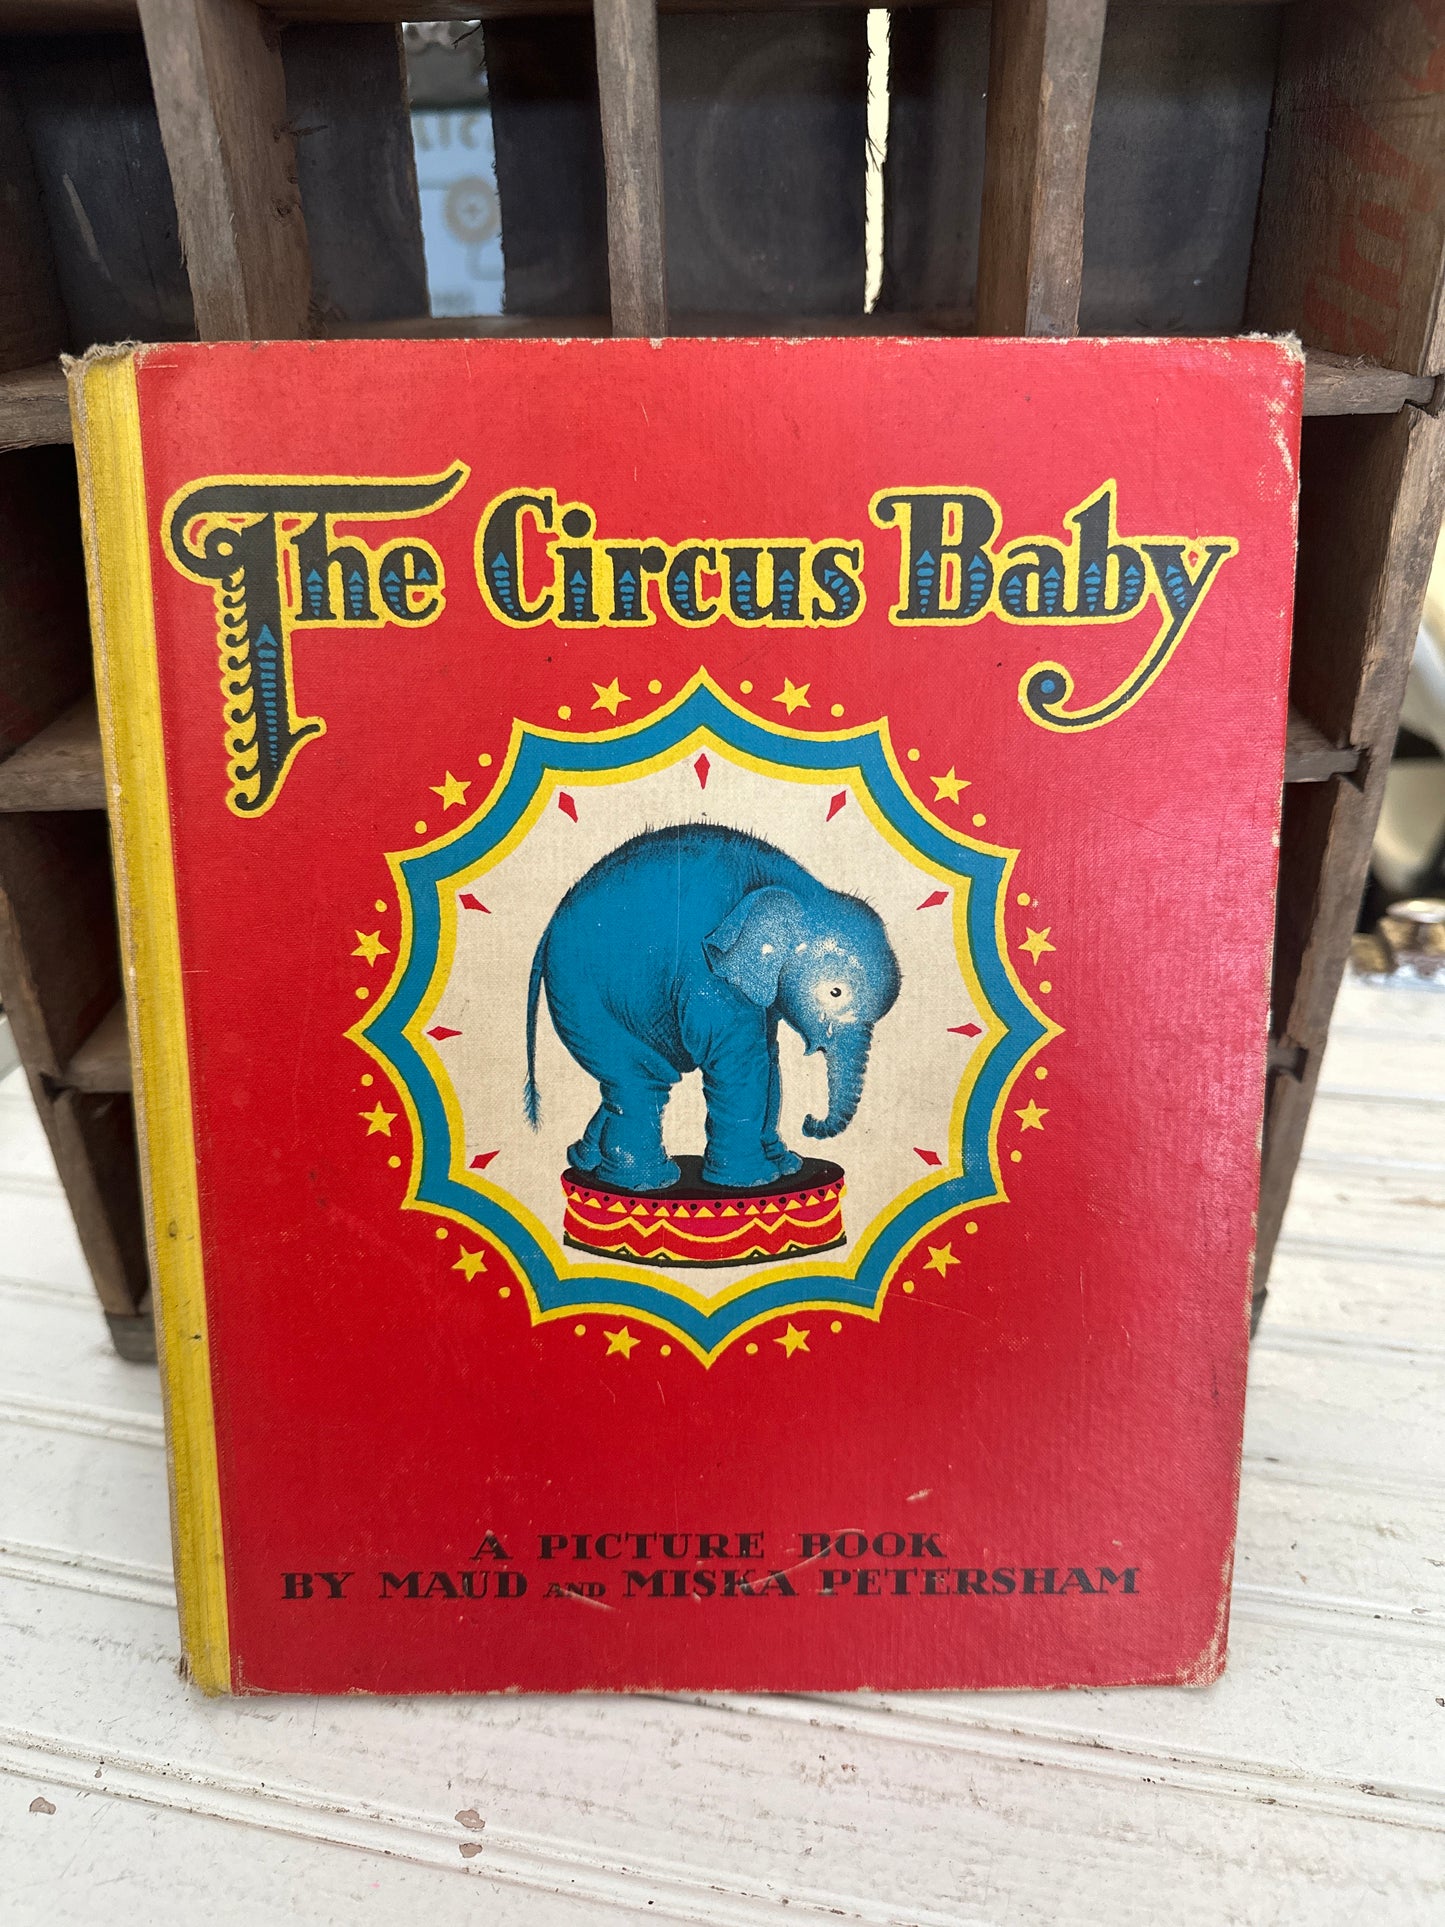 The Circus Baby
A PICTURE BOOK
BY MAUD AND MISKA PETERSHAM